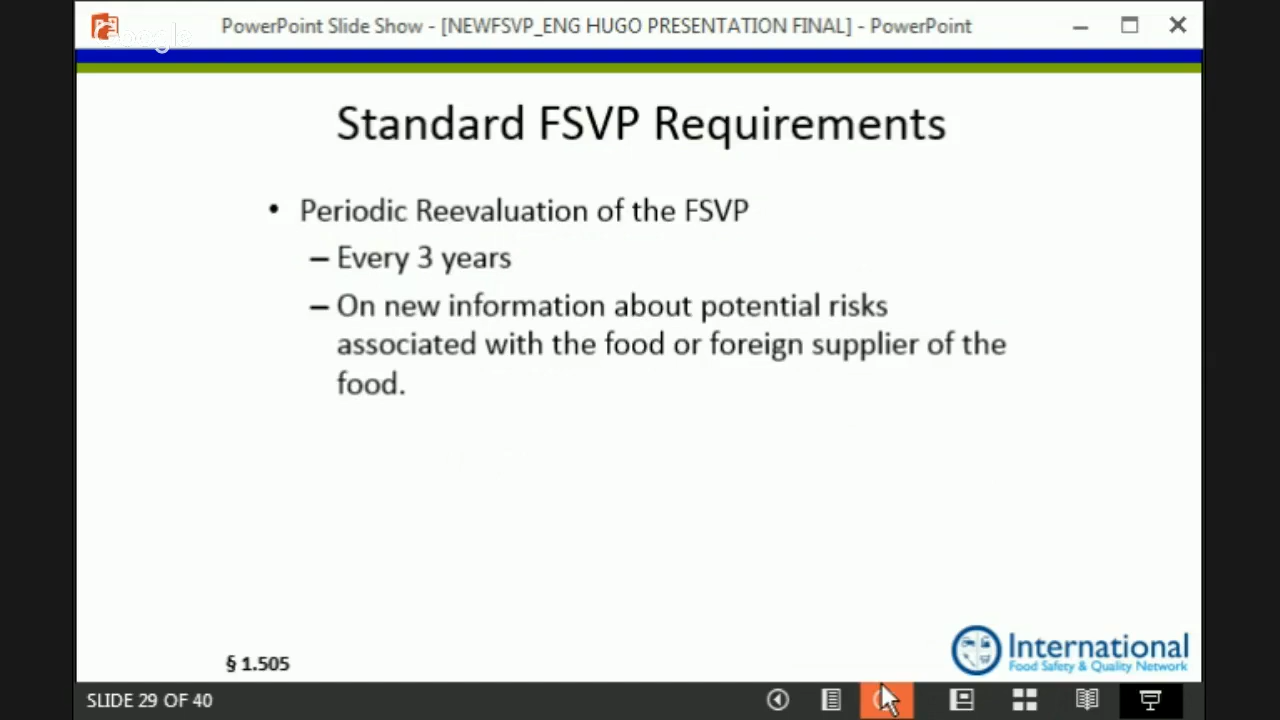 PowerPoint Slide Show - [NEWFSVP_ENG HUGO PRESENTATION FINAL] - PowerPoint
Google
Standard FSVP Requirements
• Periodic Reevaluation of the FSVP
– Every 3 years
– On new information about potential risks
associated with the food or foreign supplier of the
food.
§ 1.505
International
Food Safety & Quality Network
SLIDE 29 OF 40